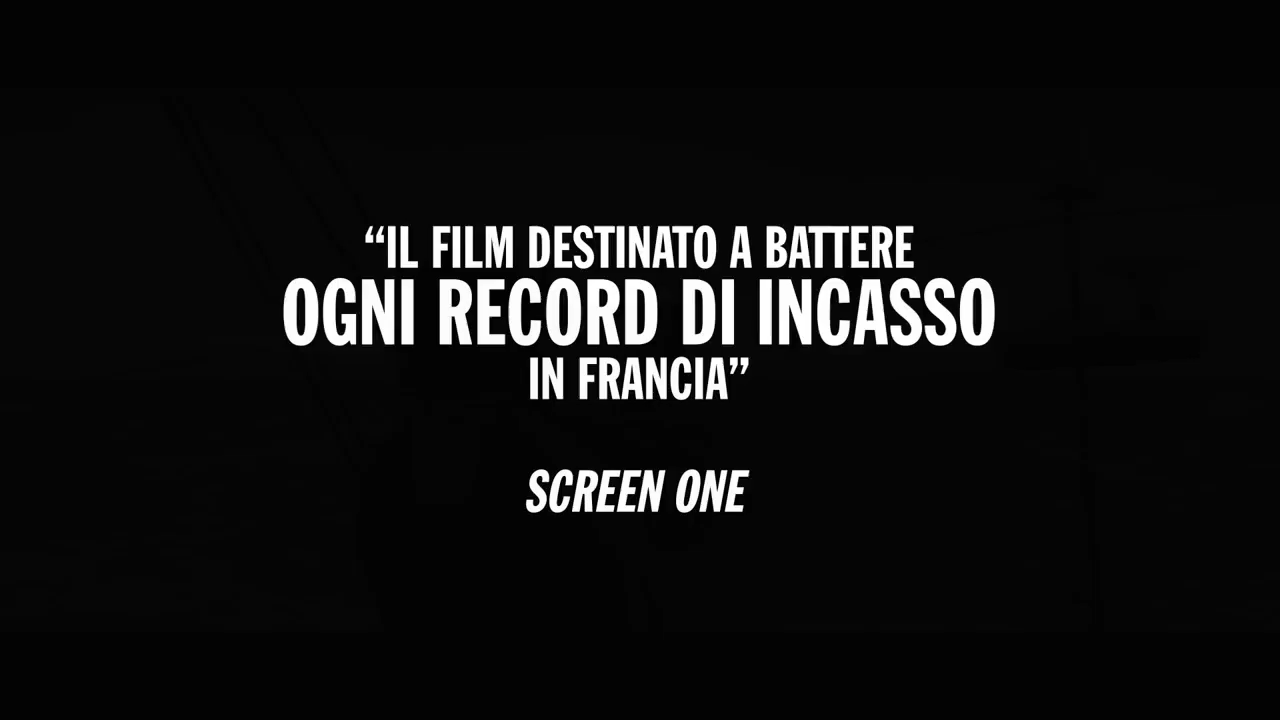 “IL FILM DESTINATO A BATTERE
OGNI RECORD DI INCASSO
IN FRANCIA”
SCREEN ONE